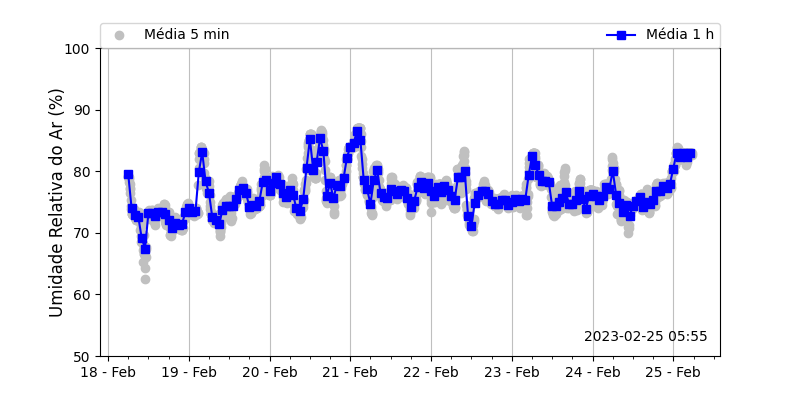 Média 5 min
Média 1 h
Umidade Relativa do Ar (%)
100
90
80
70
60
50
2023-02-25 05:55
18 - Feb
19 - Feb
20 - Feb
21 - Feb
22 - Feb
23 - Feb
24 - Feb
25 - Feb